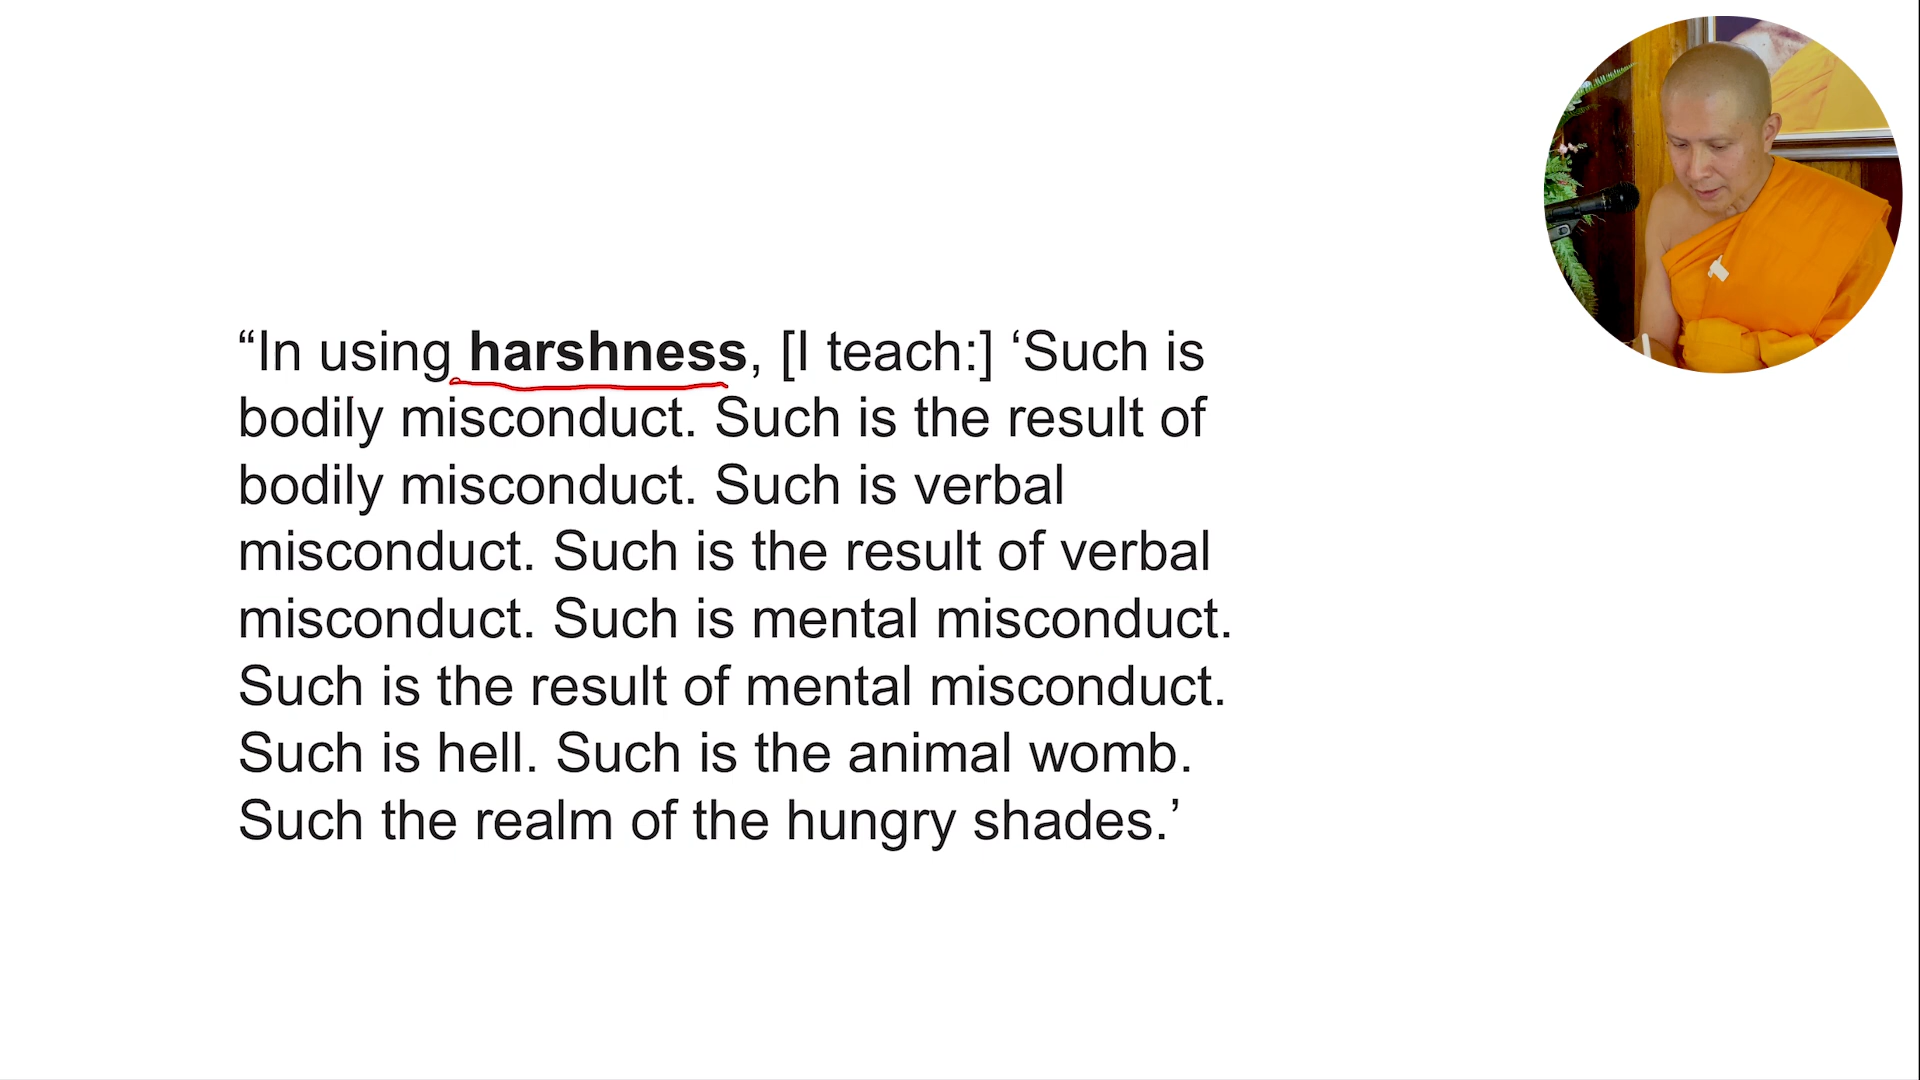 “In using harshness, [I teach:] ‘Such is
bodily misconduct. Such is the result of
bodily misconduct. Such is verbal
misconduct. Such is the result of verbal
misconduct. Such is mental misconduct.
Such is the result of mental misconduct.
Such is hell. Such is the animal womb.
Such the realm of the hungry shades.’